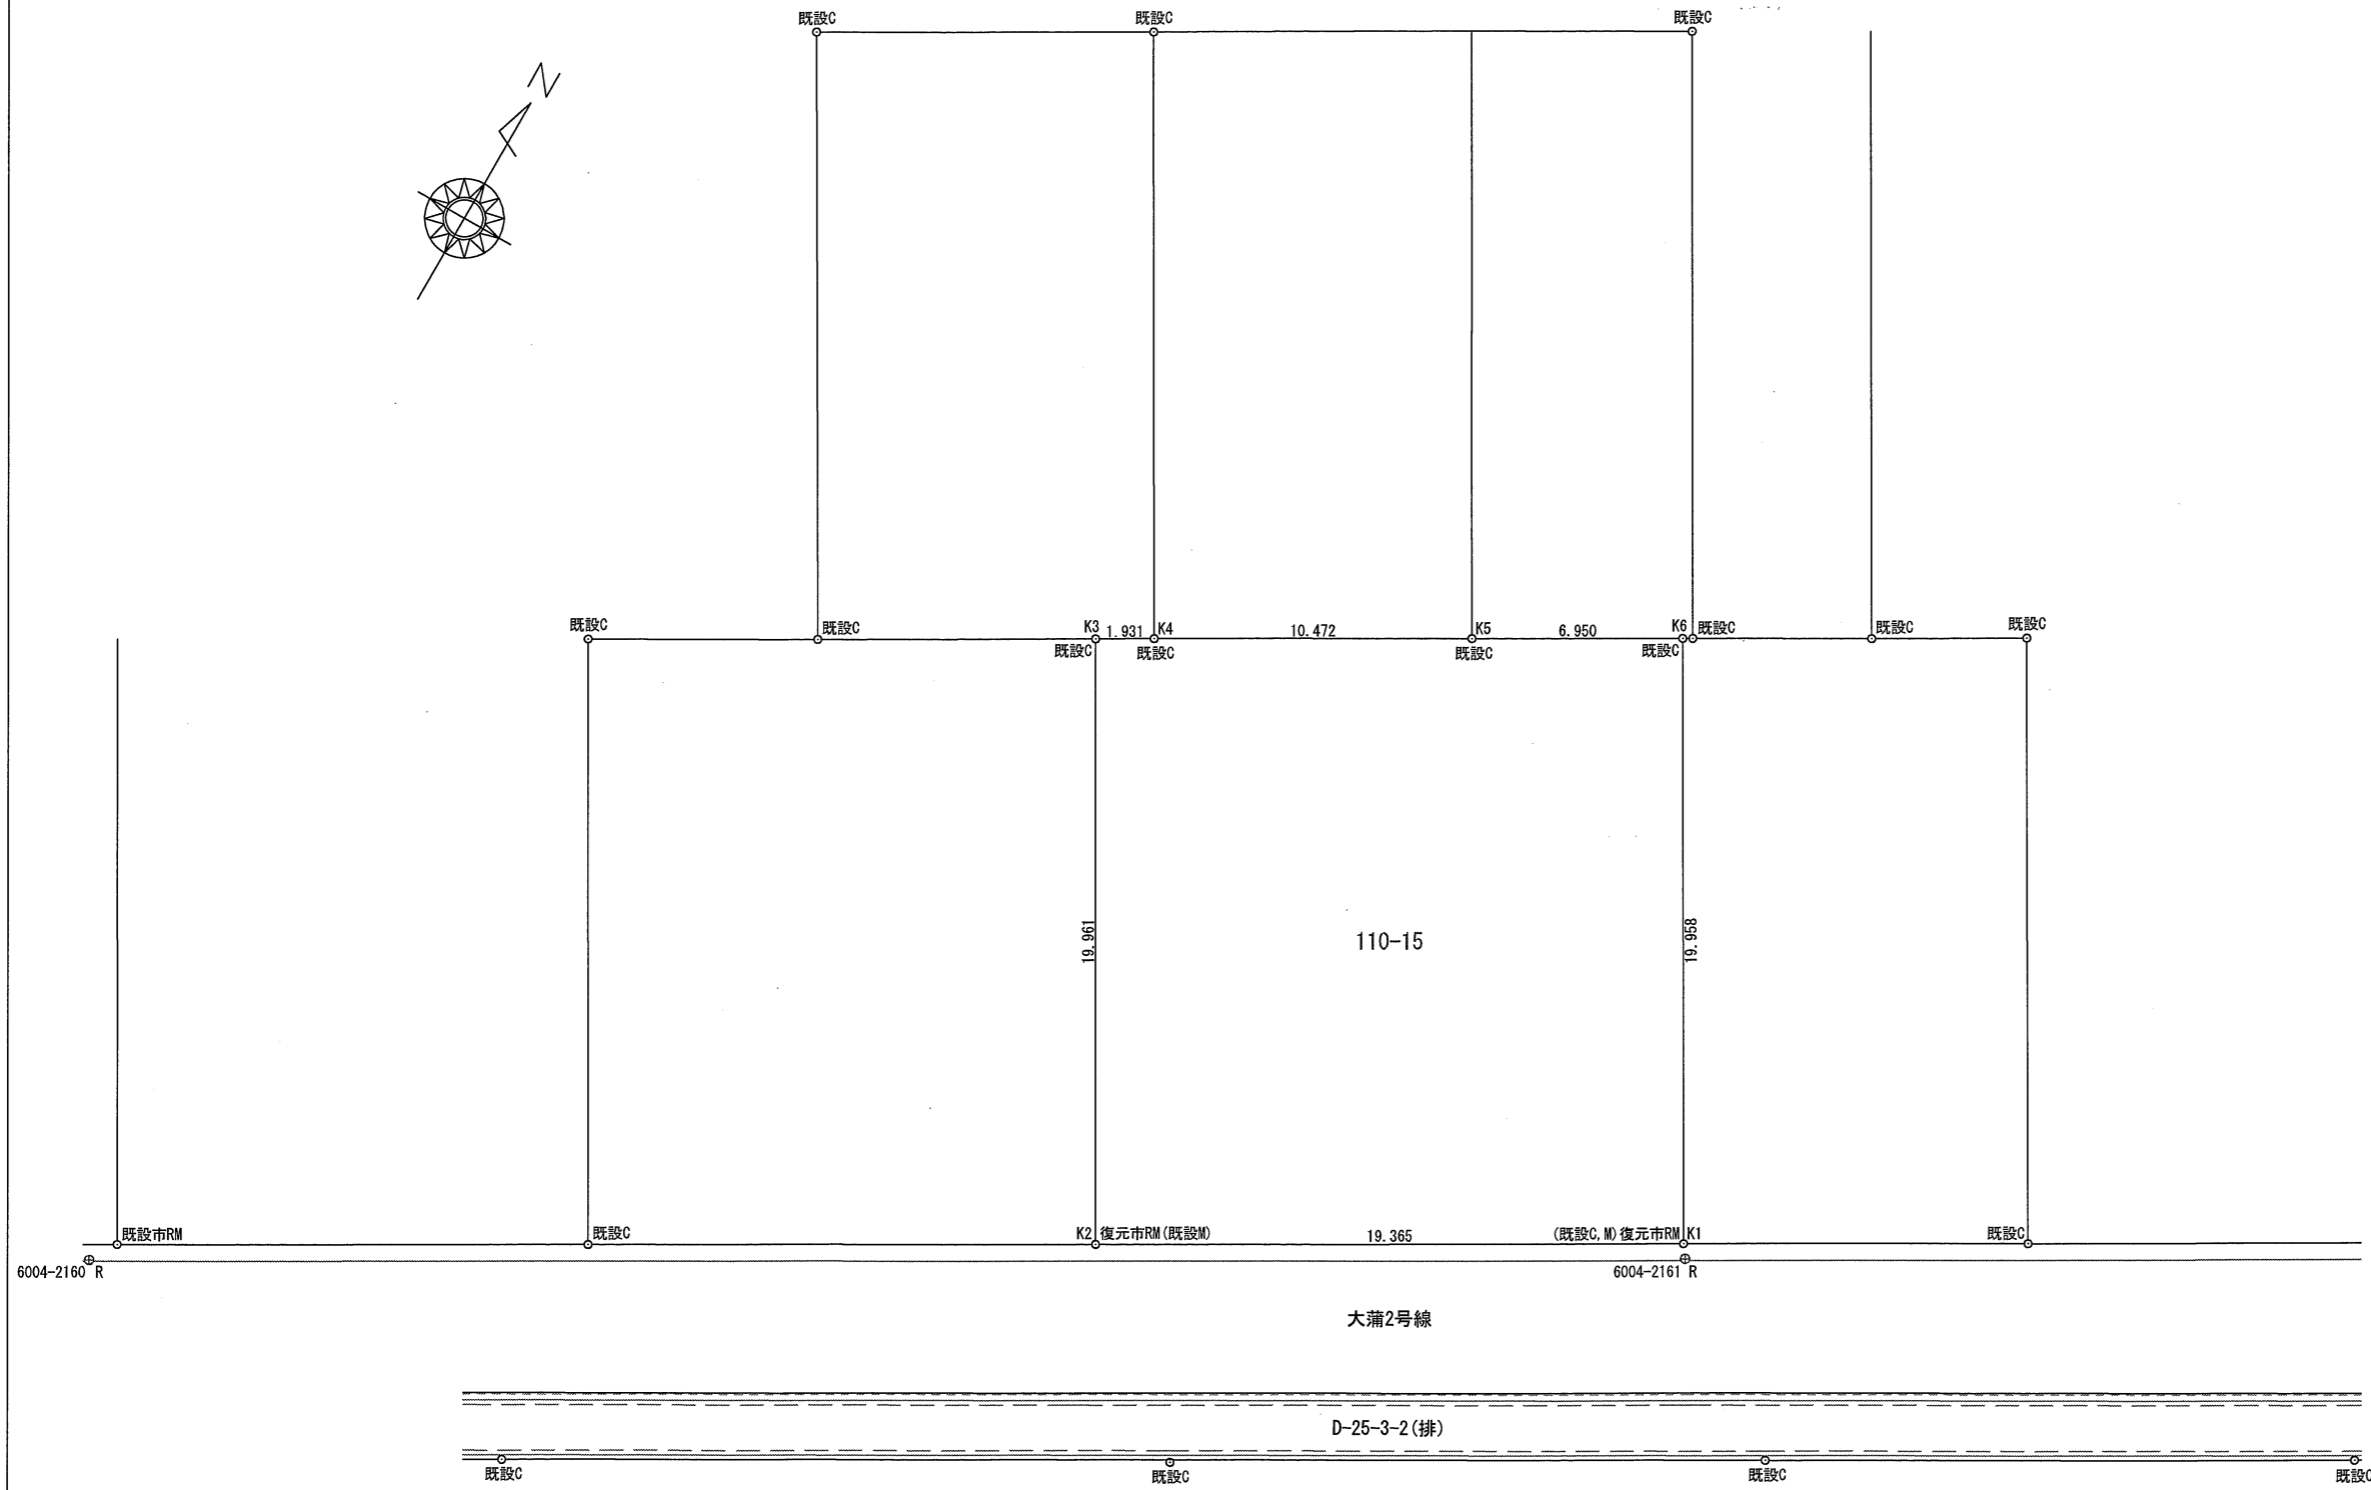 既設C
既設C
既設C
N
既設C
既設C
K3
1.931
K4
10.472
K5
6.950
K6
既設C
既設C
既設C
既設C
既設C
既設C
既設C
19.961
110-15
19.958
既設市RM
既設C
K2
復元市RM(既設M)
19.365
(既設C,M)復元市RM
K1
既設C
6004-2160 R
6004-2161 R
大蒲2号線
D-25-3-2(排)
既設C
既設C
既設C
既設C